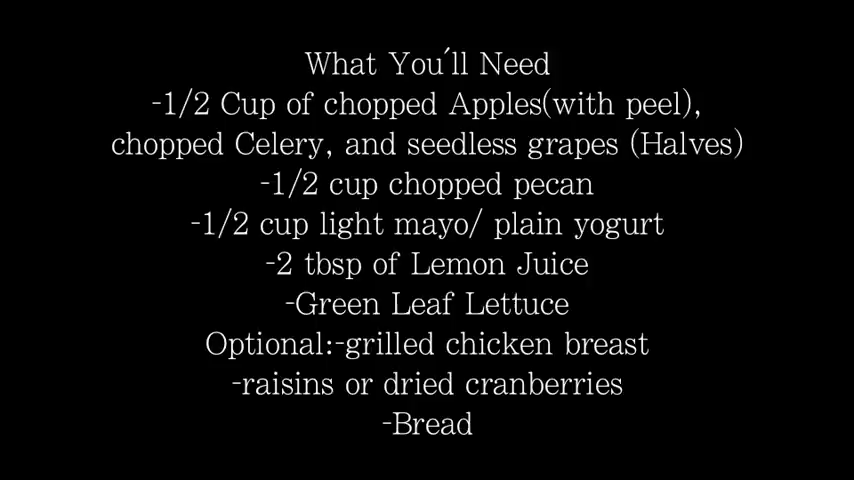 What You´ll Need
-1/2 Cup of chopped Apples(with peel),
chopped Celery, and seedless grapes (Halves)
-1/2 cup chopped pecan
-1/2 cup light mayo/ plain yogurt
-2 tbsp of Lemon Juice
-Green Leaf Lettuce
Optional:-grilled chicken breast
-raisins or dried cranberries
-Bread